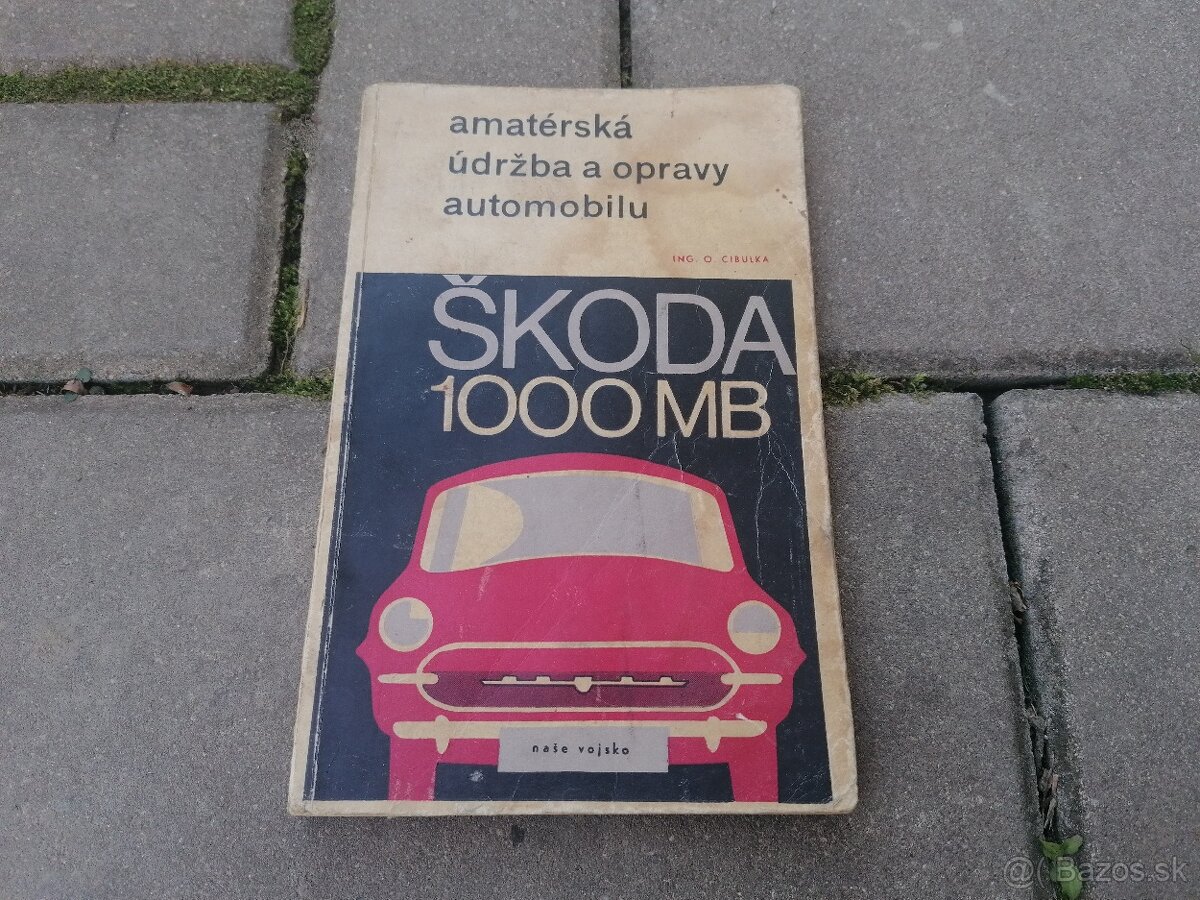 amatérská
údržba a opravy
automobilu
ING. O. CIBULKA
ŠKODA
1000 MB
naše vojsko
@ Bazos.sk